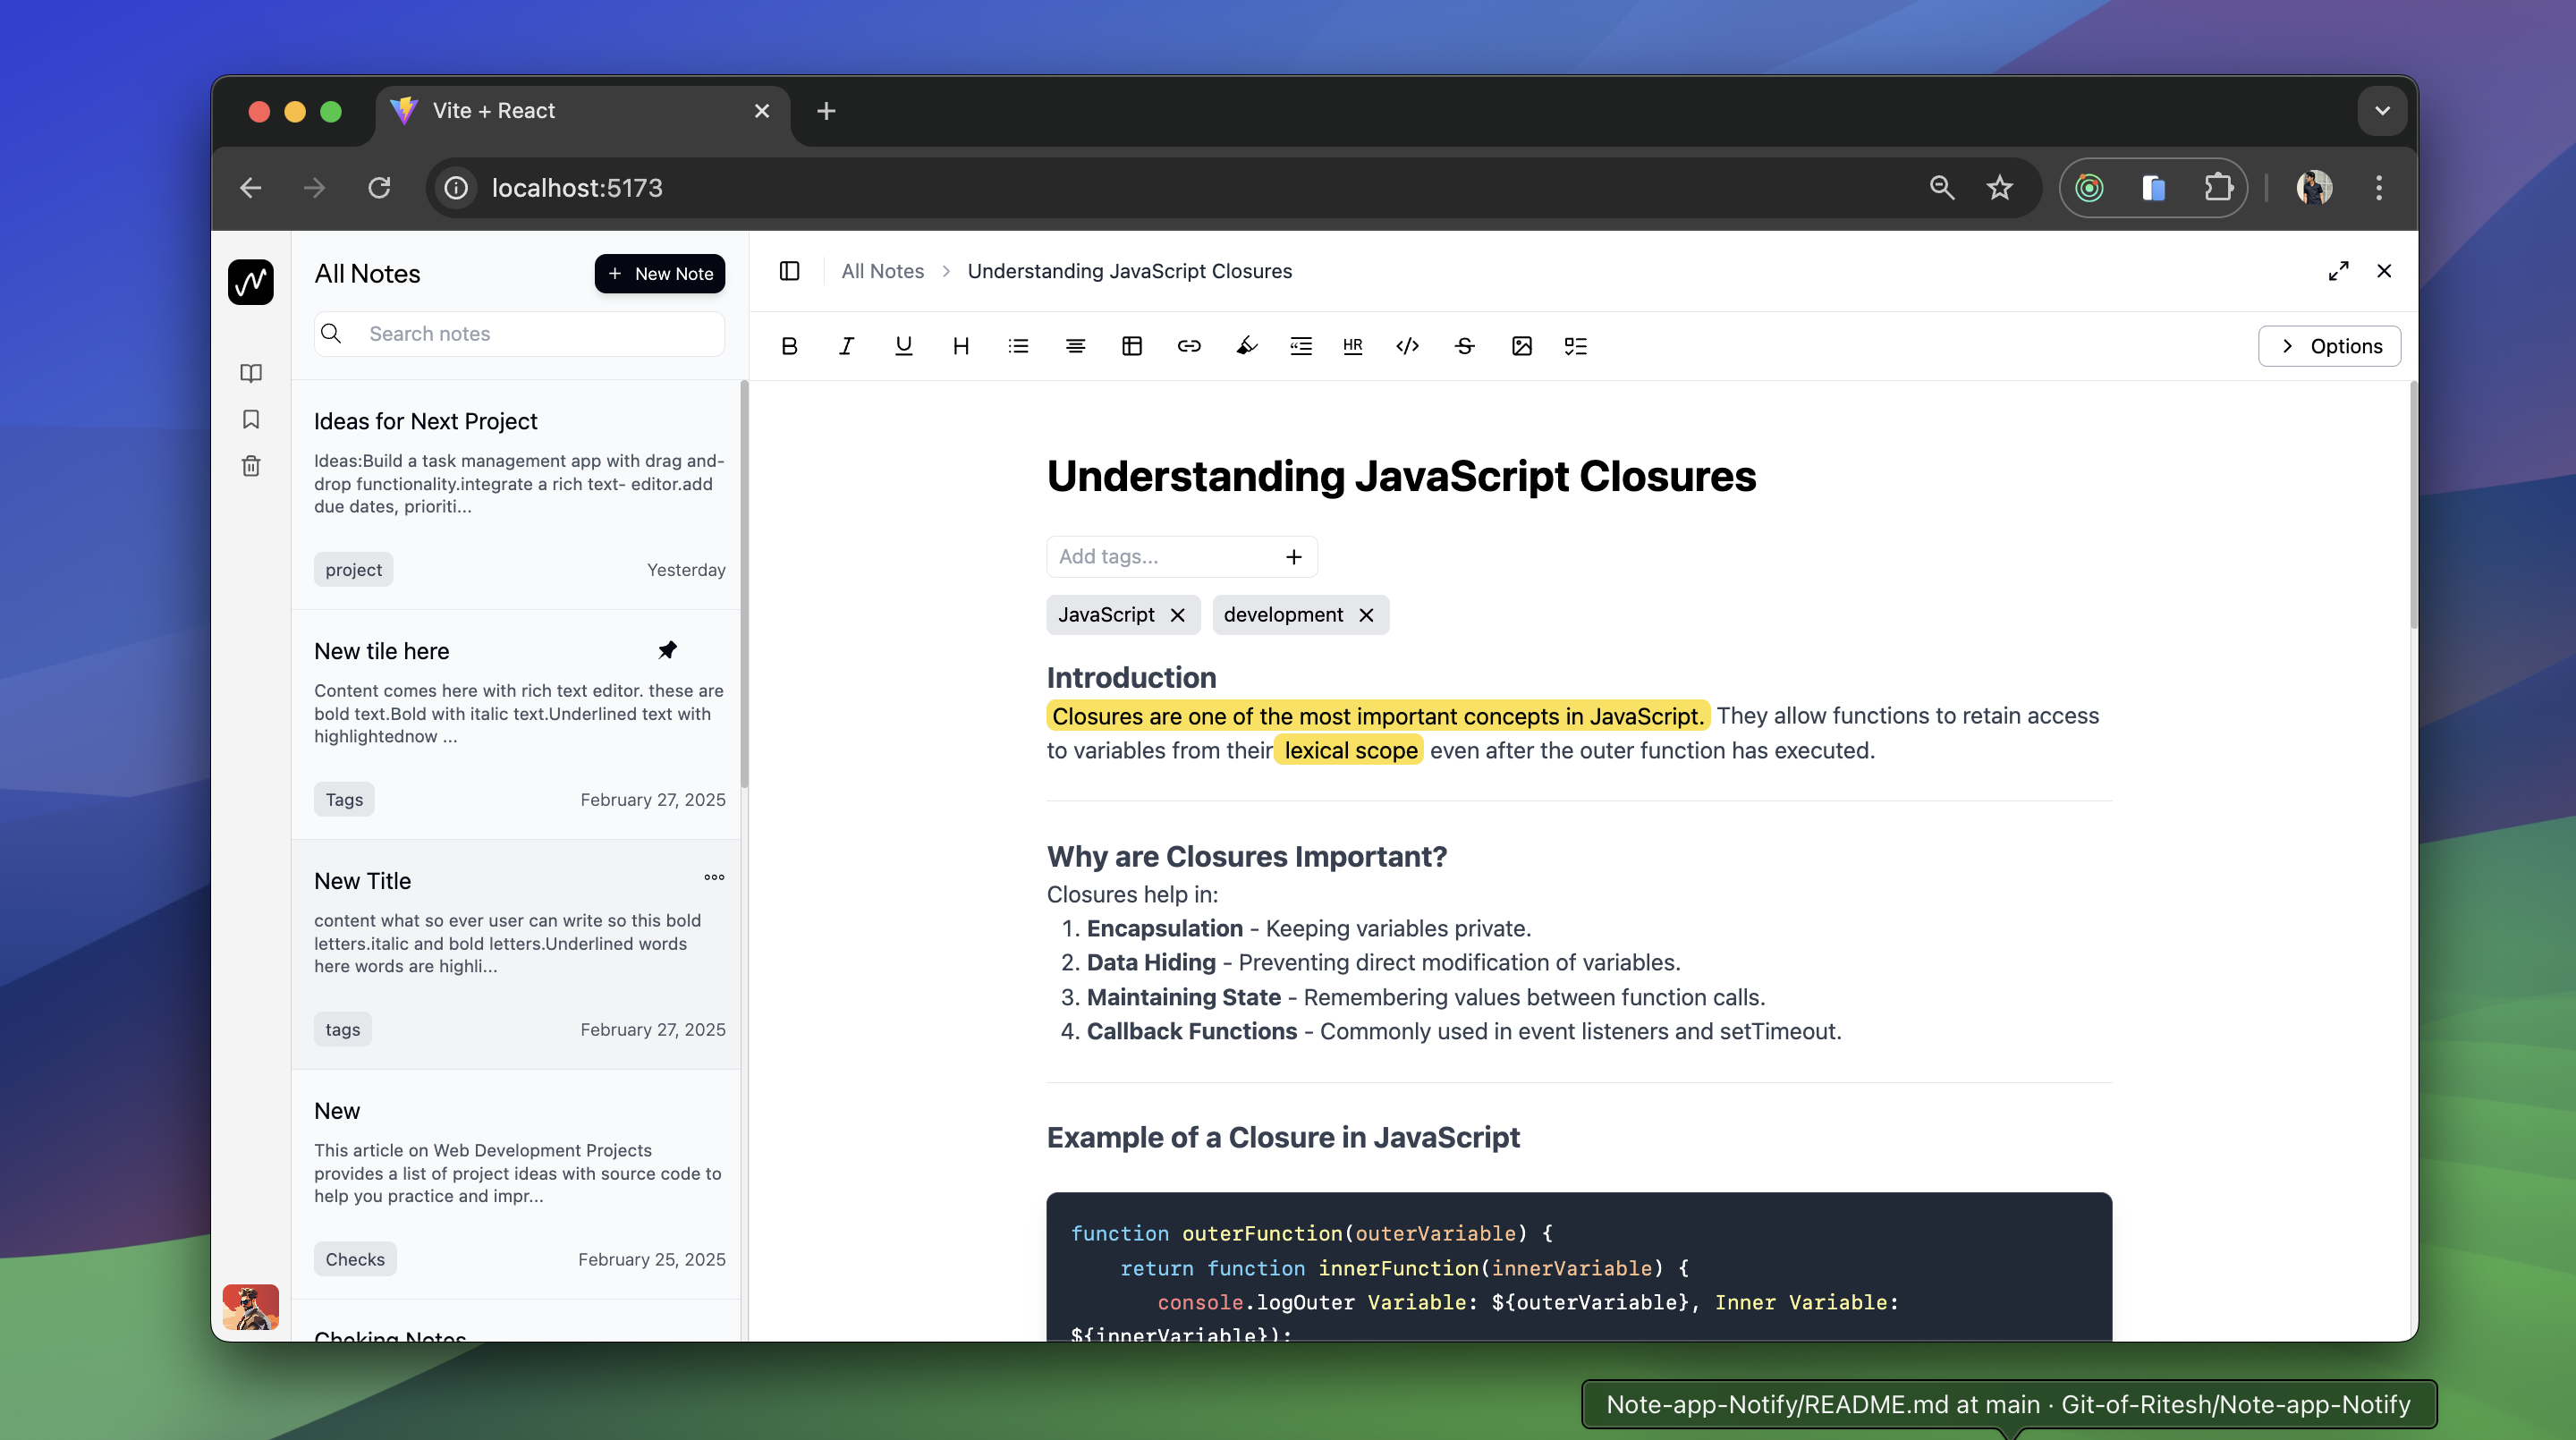 Vite + React
localhost:5173
All Notes
+ New Note
Search notes
Ideas for Next Project
Ideas:Build a task management app with drag and-
drop functionality.integrate a rich text- editor.add
due dates, prioriti...
project
Yesterday
New tile here
Content comes here with rich text editor. these are
bold text.Bold with italic text.Underlined text with
highlightednow ...
Tags
February 27, 2025
New Title
content what so ever user can write so this bold
letters.italic and bold letters.Underlined words
here words are highli...
tags
February 27, 2025
New
This article on Web Development Projects
provides a list of project ideas with source code to
help you practice and impr...
Checks
February 25, 2025
Choking Notes
All Notes > Understanding JavaScript Closures
B I U H HR </> S
Options
Understanding JavaScript Closures
Add tags...
JavaScript
development
Introduction
Closures are one of the most important concepts in JavaScript. They allow functions to retain access
to variables from their lexical scope even after the outer function has executed.
Why are Closures Important?
Closures help in:
1. Encapsulation - Keeping variables private.
2. Data Hiding - Preventing direct modification of variables.
3. Maintaining State - Remembering values between function calls.
4. Callback Functions - Commonly used in event listeners and setTimeout.
Example of a Closure in JavaScript
function outerFunction(outerVariable) {
return function innerFunction(innerVariable) {
console.logOuter Variable: ${outerVariable}, Inner Variable:
${innerVariable});
Note-app-Notify/README.md at main · Git-of-Ritesh/Note-app-Notify